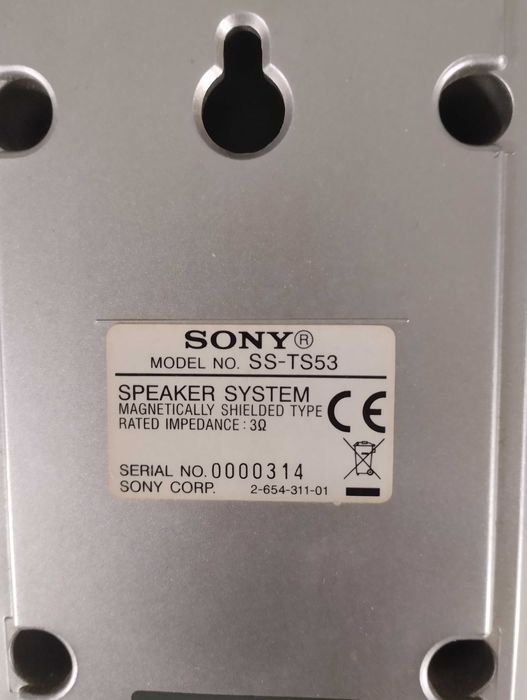 SONY®
MODEL NO. SS-TS53
SPEAKER SYSTEM
MAGNETICALLY SHIELDED TYPE
RATED IMPEDANCE : 3Ω
CE
SERIAL NO. 0000314
SONY CORP. 2-654-311-01